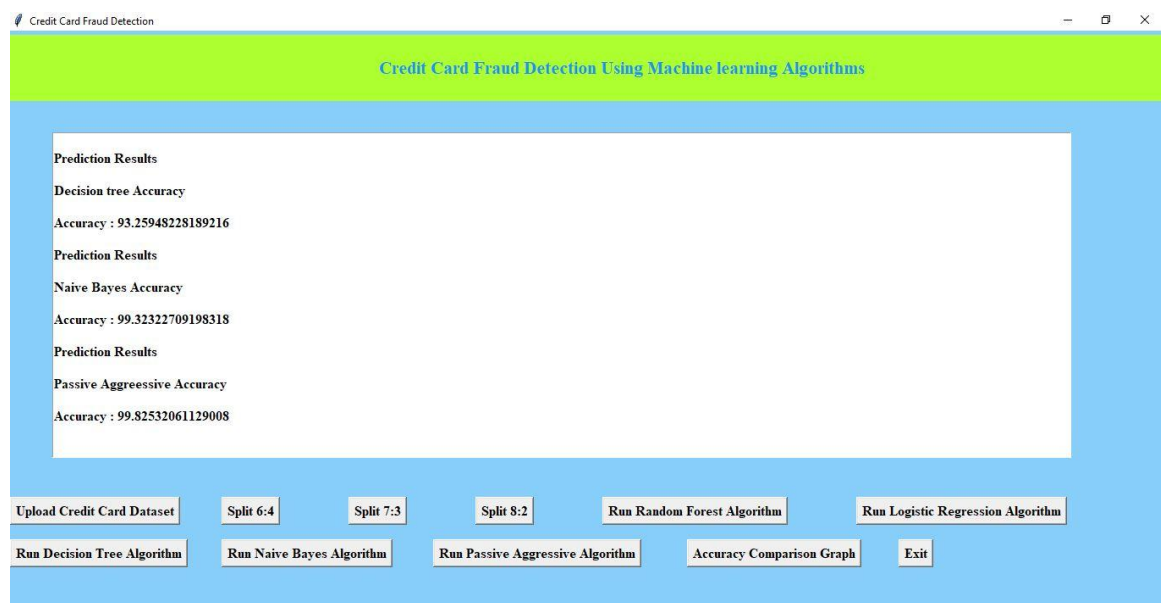 Credit Card Fraud Detection
Credit Card Fraud Detection Using Machine learning Algorithms
Prediction Results
Decision tree Accuracy
Accuracy : 93.25948228189216
Prediction Results
Naive Bayes Accuracy
Accuracy : 99.32322709198318
Prediction Results
Passive Aggreessive Accuracy
Accuracy : 99.82532061129008
Upload Credit Card Dataset Split 6:4 Split 7:3 Split 8:2 Run Random Forest Algorithm Run Logistic Regression Algorithm
Run Decision Tree Algorithm Run Naive Bayes Algorithm Run Passive Aggressive Algorithm Accuracy Comparison Graph Exit